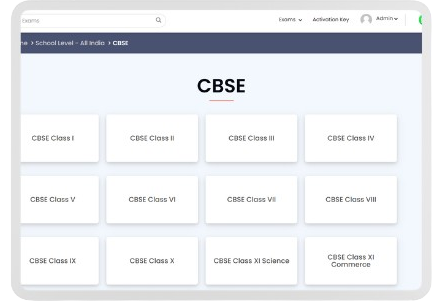 Exams
Exams
Activation Key
Admin
> School Level - All India > CBSE
CBSE
CBSE Class I
CBSE Class II
CBSE Class III
CBSE Class IV
CBSE Class V
CBSE Class VI
CBSE Class VII
CBSE Class VIII
CBSE Class IX
CBSE Class X
CBSE Class XI Science
CBSE Class XI
Commerce